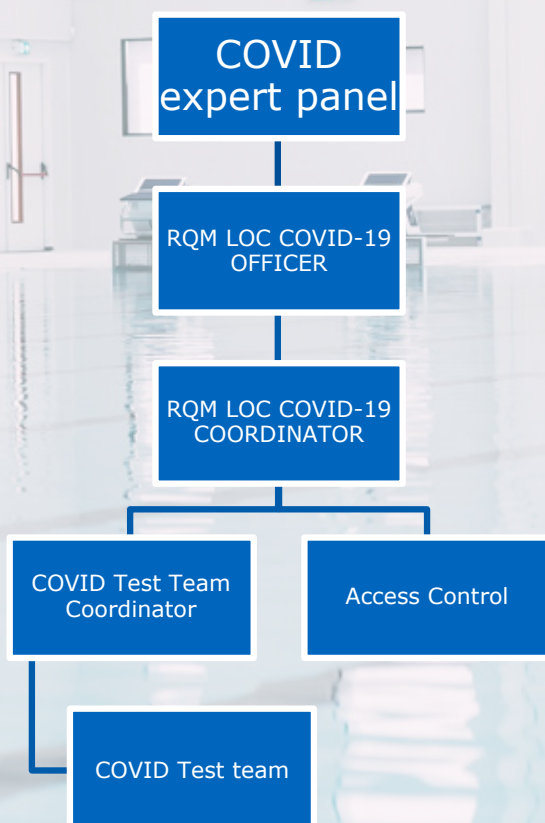 COVID
expert panel
RQM LOC COVID-19
OFFICER
RQM LOC COVID-19
COORDINATOR
COVID Test Team
Coordinator
Access Control
COVID Test team